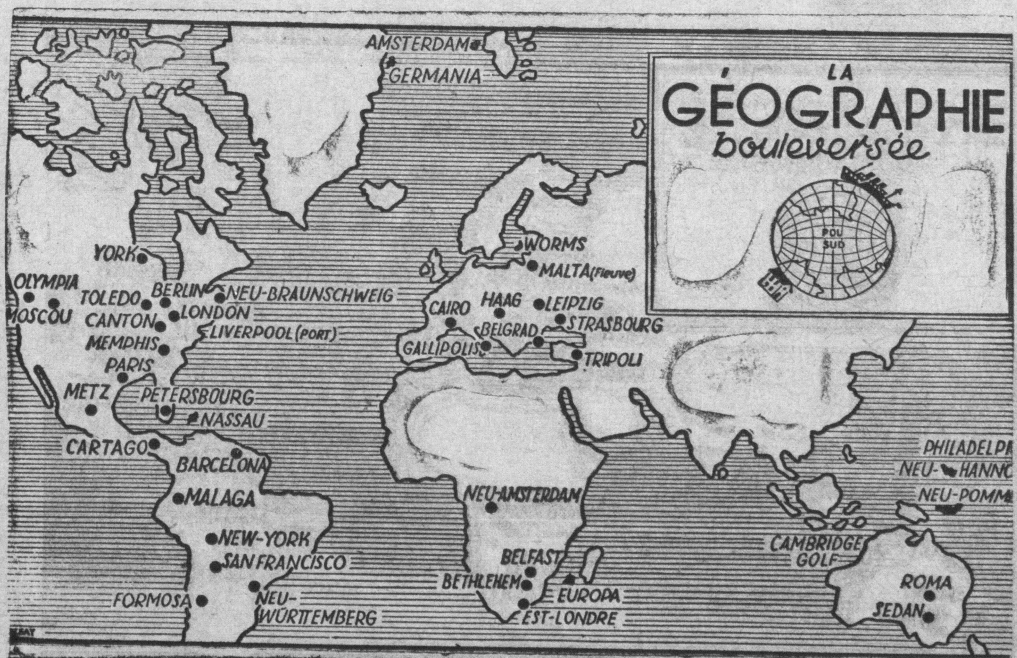 AMSTERDAM
GERMANIA
LA
GÉOGRAPHIE
bouleversée
POL
SUD
YORK
OLYMPIA
MOSCOU
TOLEDO
BERLIN
NEU-BRAUNSCHWEIG
CANTON
LONDON
LIVERPOOL (PORT)
MEMPHIS
PARIS
METZ
PETERSBOURG
NASSAU
CARTAGO
BARCELONA
MALAGA
NEW-YORK
SAN FRANCISCO
FORMOSA
NEU-
WÜRTTEMBERG
WORMS
MALTA (Fleuve)
HAAG
LEIPZIG
CAIRO
STRASBOURG
BELGRAD
GALLIPOLIS
TRIPOLI
NEU-AMSTERDAM
BELFAST
BETHLEHEM
EUROPA
EST-LONDRE
PHILADELPH
NEU-HANNO
NEU-POMM
CAMBRIDGE
GOLF
ROMA
SEDAN